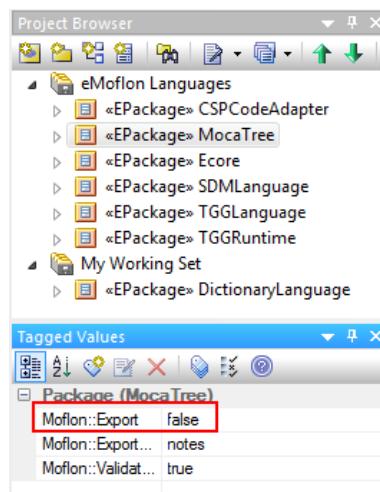 Project Browser
eMoflon Languages
«EPackage» CSPCodeAdapter
«EPackage» MocaTree
«EPackage» Ecore
«EPackage» SDMLanguage
«EPackage» TGGLanguage
«EPackage» TGGRuntime
My Working Set
«EPackage» DictionaryLanguage
Tagged Values
Package (MocaTree)
Moflon::Export false
Moflon::Export... notes
Moflon::Validat... true